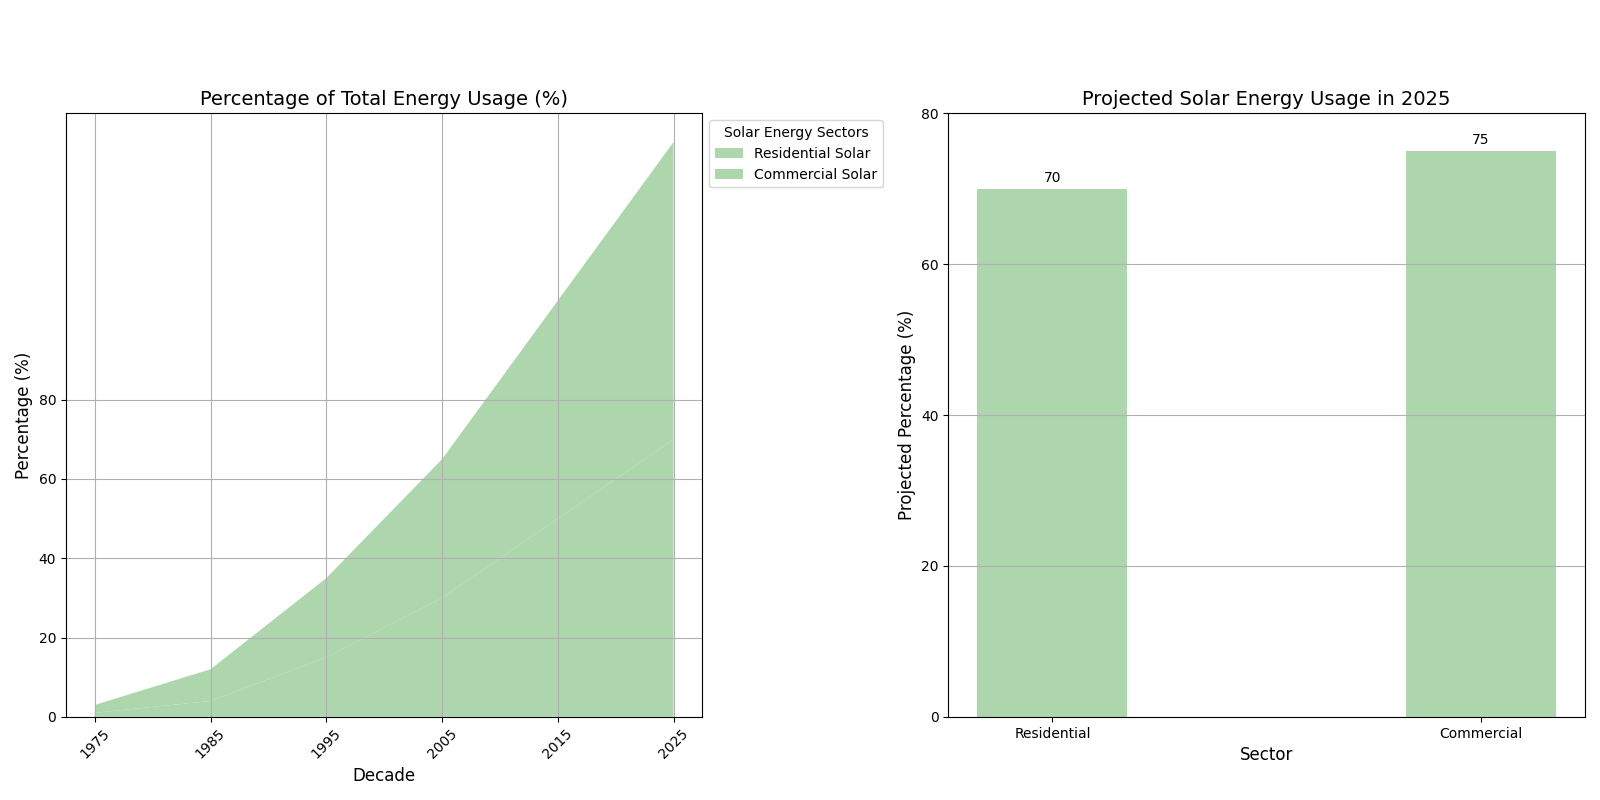 Percentage of Total Energy Usage (%)
Percentage (%)
80
60
40
20
0
1975
1985
1995
2005
2015
2025
Decade
Solar Energy Sectors
Residential Solar
Commercial Solar
Projected Solar Energy Usage in 2025
Projected Percentage (%)
80
60
40
20
0
70
75
Residential
Commercial
Sector